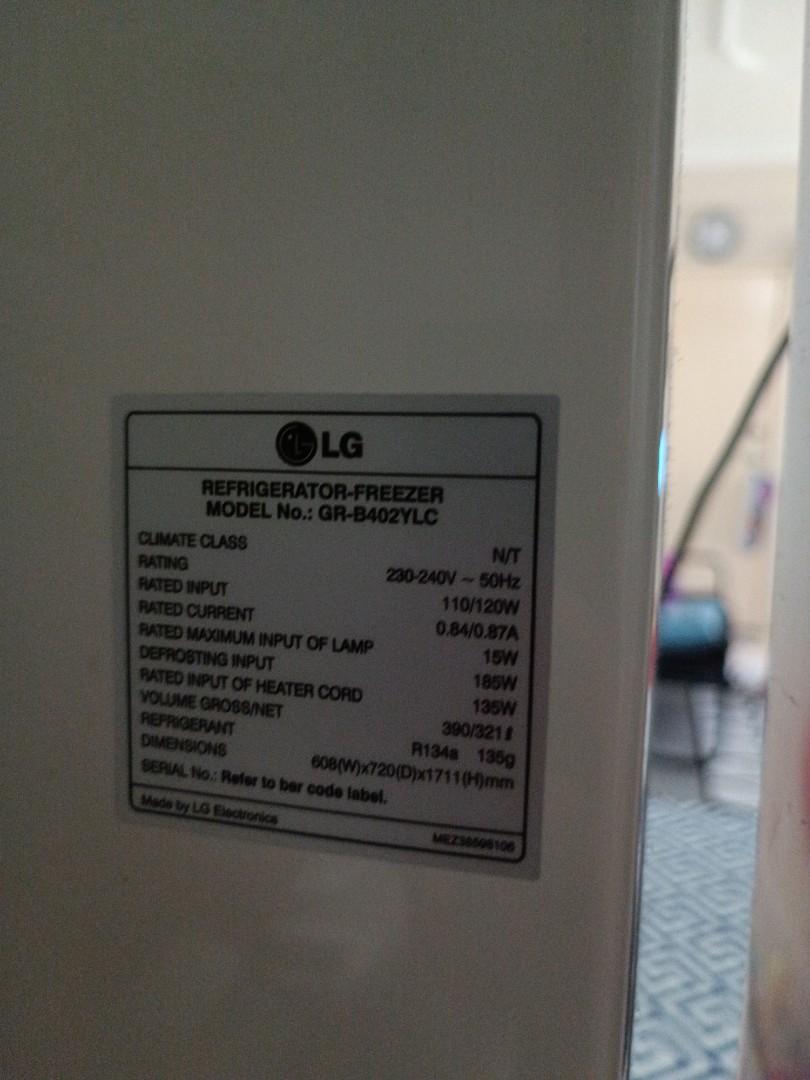 LG
REFRIGERATOR-FREEZER
MODEL No.: GR-B402YLC
CLIMATE CLASS N/T
RATING 230-240V ~ 50Hz
RATED INPUT 110/120W
RATED CURRENT 0.84/0.87A
RATED MAXIMUM INPUT OF LAMP 15W
DEFROSTING INPUT 185W
RATED INPUT OF HEATER CORD 135W
VOLUME GROSS/NET 390/321ℓ
REFRIGERANT R134a 135g
DIMENSIONS 608(W)x720(D)x1711(H)mm
SERIAL No.: Refer to bar code label.
Made by LG Electronics